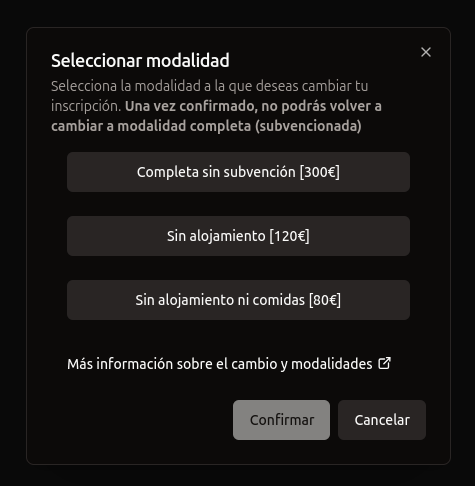 Seleccionar modalidad
Selecciona la modalidad a la que deseas cambiar tu
inscripción. Una vez confirmado, no podrás volver a
cambiar a modalidad completa (subvencionada)
Completa sin subvención [300€]
Sin alojamiento [120€]
Sin alojamiento ni comidas [80€]
Más información sobre el cambio y modalidades
Confirmar
Cancelar